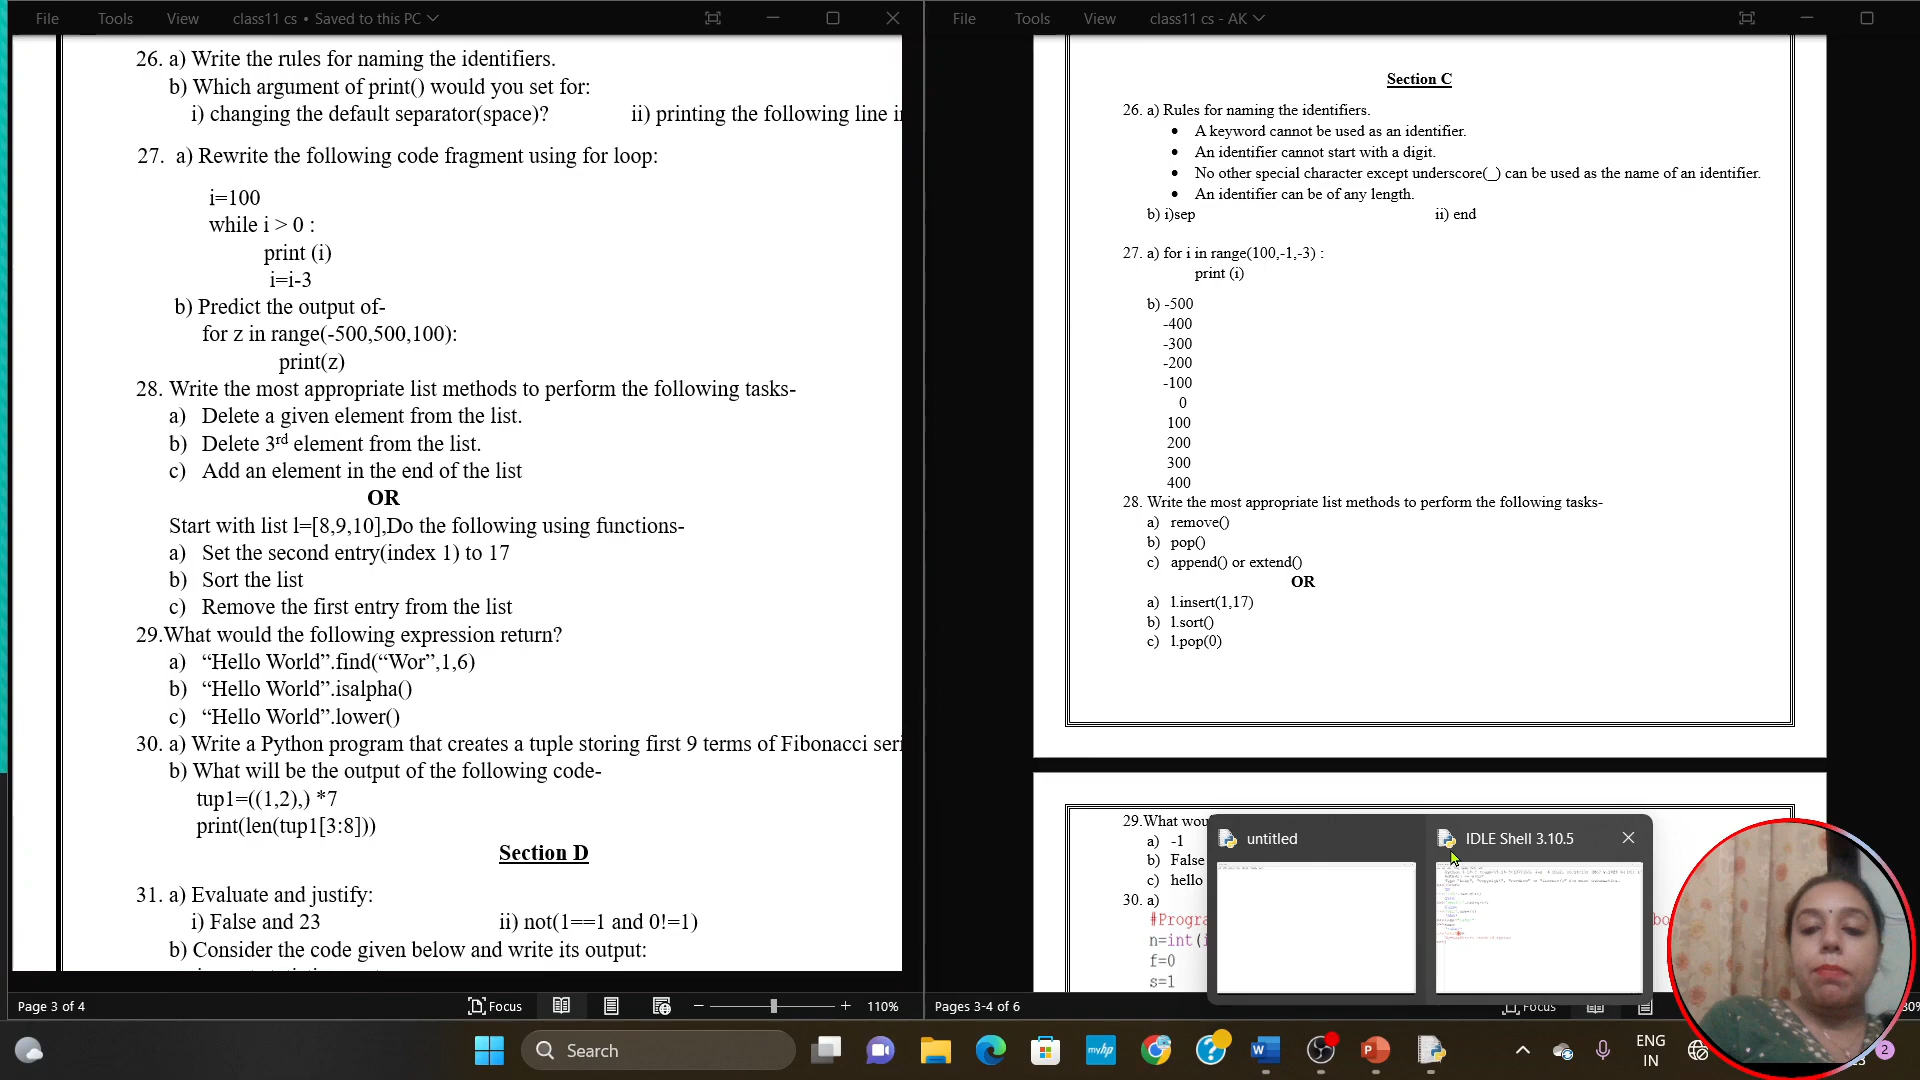 File Tools View class11 cs • Saved to this PC
26. a) Write the rules for naming the identifiers.
b) Which argument of print() would you set for:
i) changing the default separator(space)? ii) printing the following line
27. a) Rewrite the following code fragment using for loop:
i=100
while i > 0 :
print (i)
i=i-3
b) Predict the output of-
for z in range(-500,500,100):
print(z)
28. Write the most appropriate list methods to perform the following tasks-
a) Delete a given element from the list.
b) Delete 3rd element from the list.
c) Add an element in the end of the list
OR
Start with list l=[8,9,10],Do the following using functions-
a) Set the second entry(index 1) to 17
b) Sort the list
c) Remove the first entry from the list
29.What would the following expression return?
a) “Hello World”.find(“Wor”,1,6)
b) “Hello World”.isalpha()
c) “Hello World”.lower()
30. a) Write a Python program that creates a tuple storing first 9 terms of Fibonacci seri
b) What will be the output of the following code-
tup1=((1,2),) *7
print(len(tup1[3:8]))
Section D
31. a) Evaluate and justify:
i) False and 23 ii) not(1==1 and 0!=1)
b) Consider the code given below and write its output:
Page 3 of 4 Focus 110%
File Tools View class11 cs - AK
Section C
26. a) Rules for naming the identifiers.
• A keyword cannot be used as an identifier.
• An identifier cannot start with a digit.
• No other special character except underscore(_) can be used as the name of an identifier.
• An identifier can be of any length.
b) i)sep ii) end
27. a) for i in range(100,-1,-3) :
print (i)
b) -500
-400
-300
-200
-100
0
100
200
300
400
28. Write the most appropriate list methods to perform the following tasks-
a) remove()
b) pop()
c) append() or extend()
OR
a) l.insert(1,17)
b) l.sort()
c) l.pop(0)
29.What wou
a) -1
b) False
c) hello
30. a)
#Progra
n=int(i
f=0
s=1
untitled
IDLE Shell 3.10.5
Pages 3-4 of 6 Focus
Search
myhp
ENG
IN
2